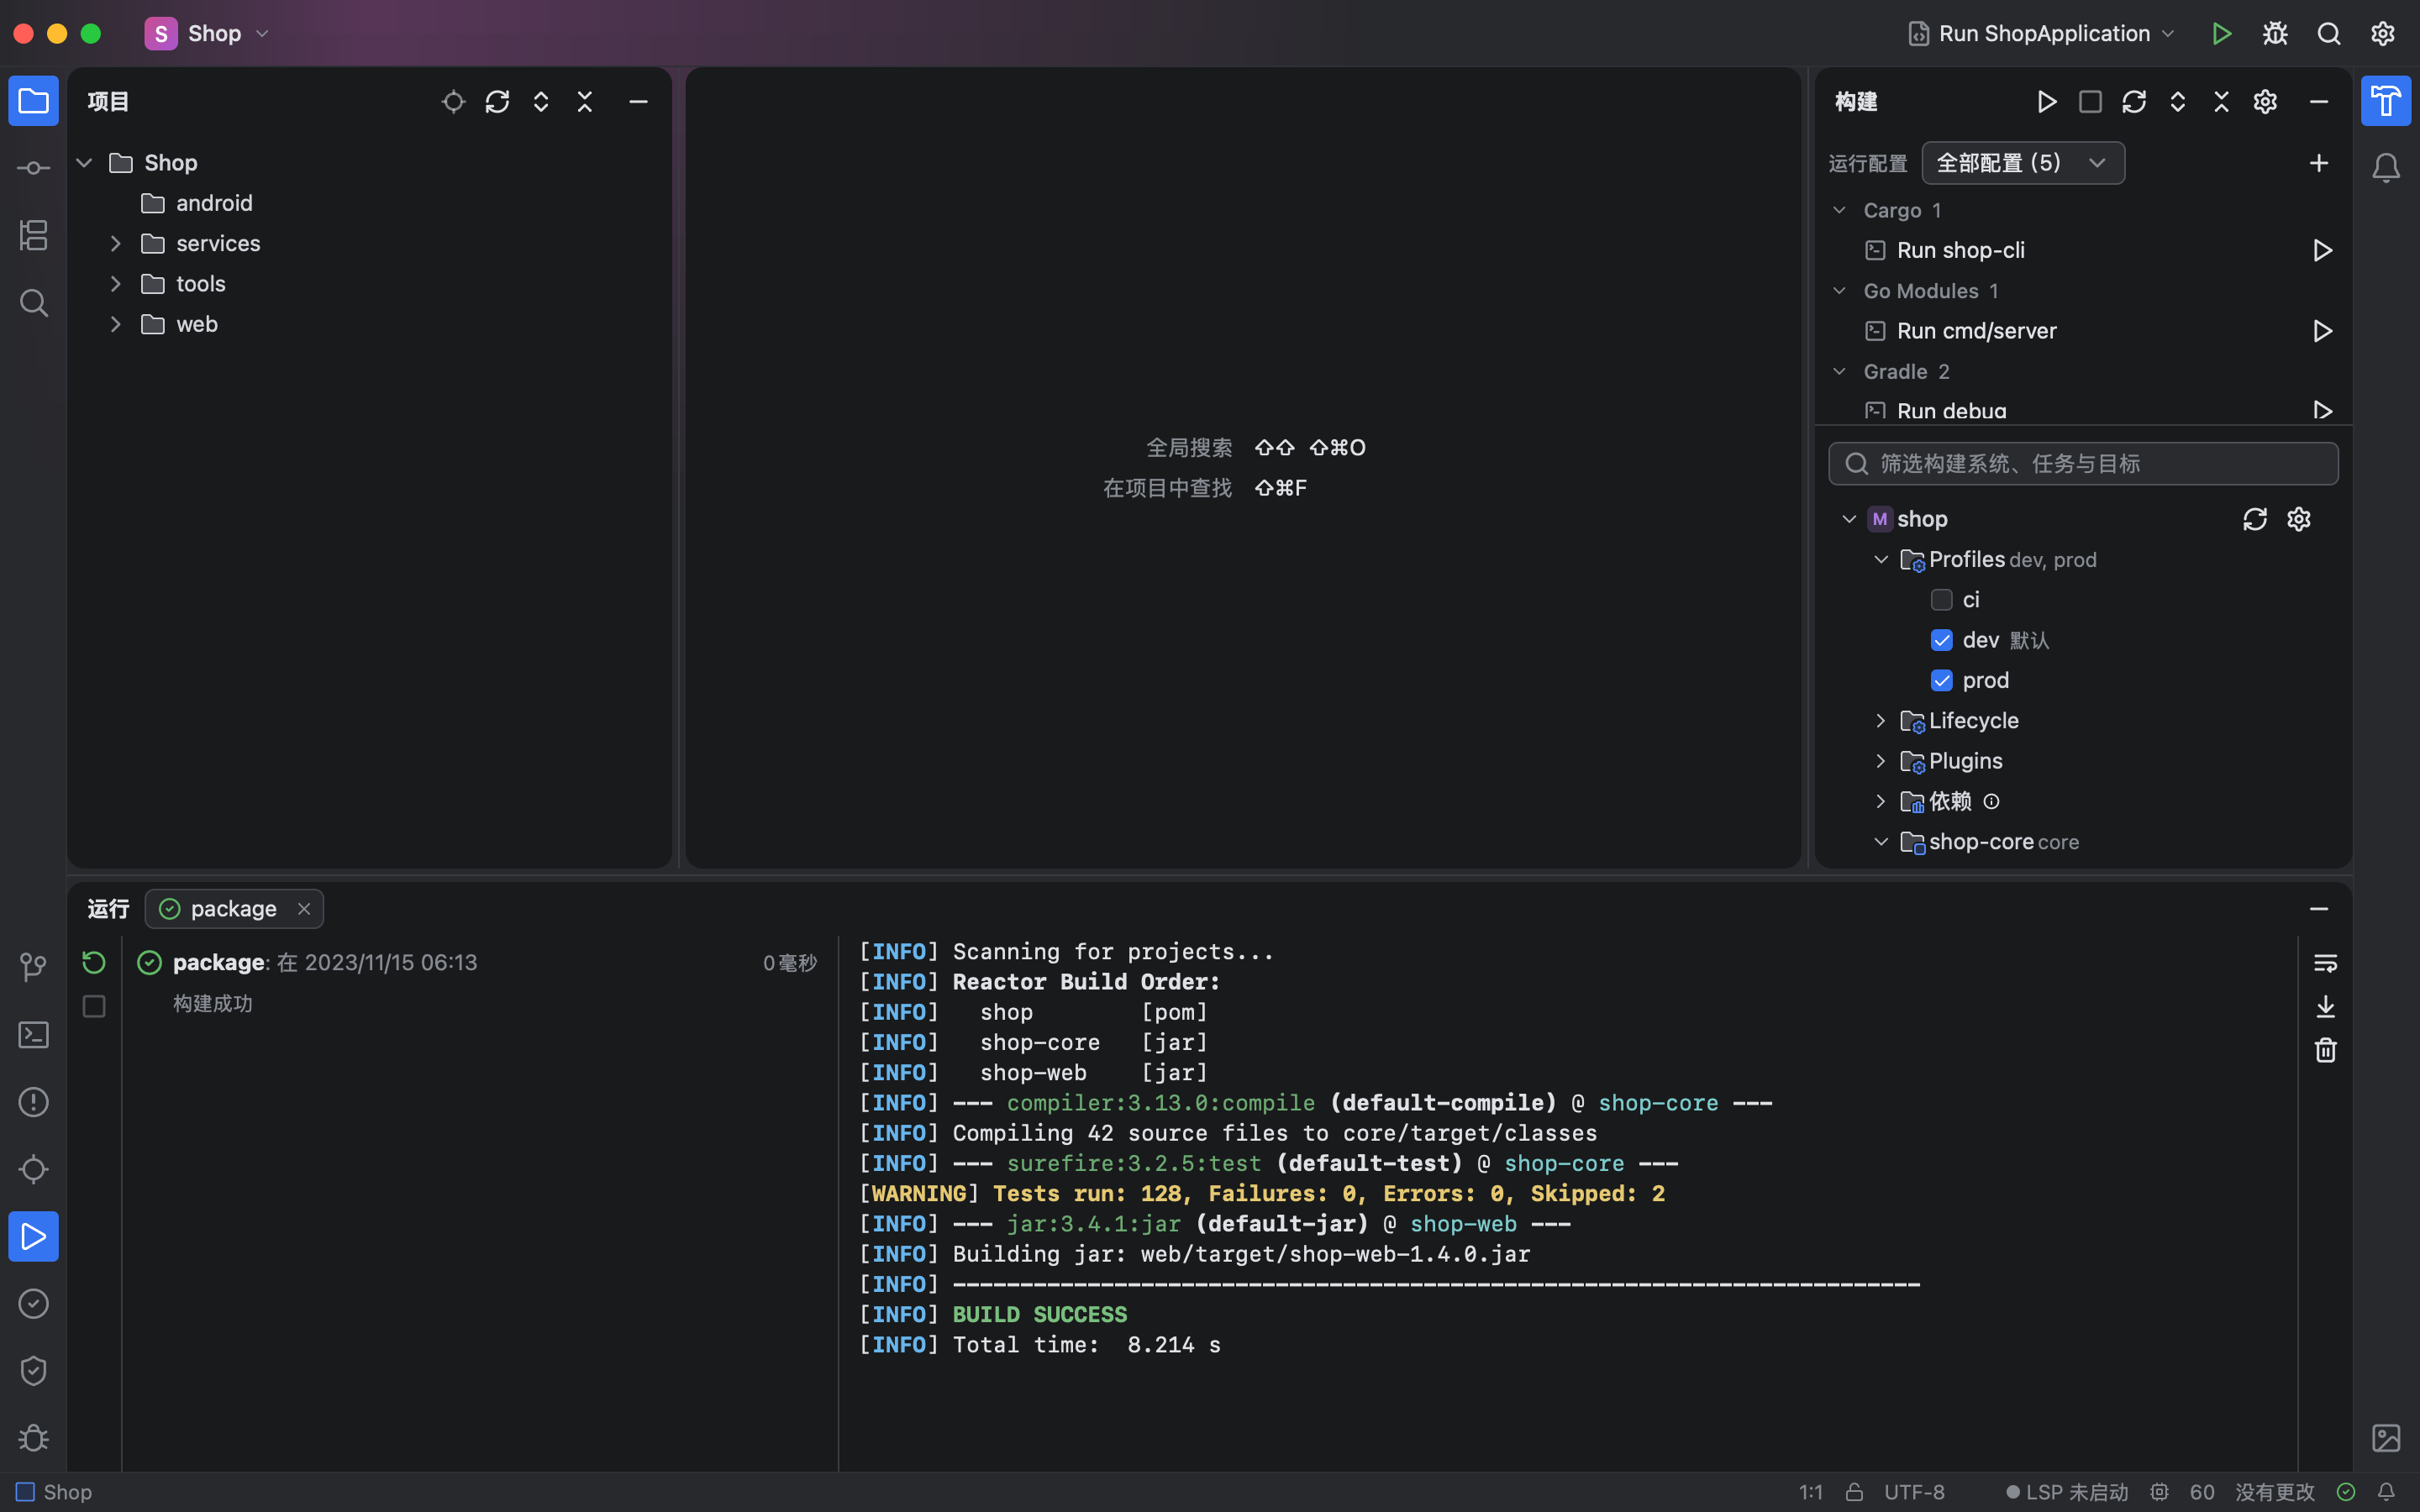 S Shop
Run ShopApplication
项目
Shop
android
services
tools
web
全局搜索 ⇧⇧ ⇧⌘O
在项目中查找 ⇧⌘F
构建
运行配置 全部配置 (5)
Cargo 1
Run shop-cli
Go Modules 1
Run cmd/server
Gradle 2
Run debug
筛选构建系统、任务与目标
M shop
Profiles dev, prod
ci
dev 默认
prod
Lifecycle
Plugins
依赖
shop-core core
运行 package
package: 在 2023/11/15 06:13 0 毫秒
构建成功
[INFO] Scanning for projects...
[INFO] Reactor Build Order:
[INFO]   shop        [pom]
[INFO]   shop-core   [jar]
[INFO]   shop-web    [jar]
[INFO] --- compiler:3.13.0:compile (default-compile) @ shop-core ---
[INFO] Compiling 42 source files to core/target/classes
[INFO] --- surefire:3.2.5:test (default-test) @ shop-core ---
[WARNING] Tests run: 128, Failures: 0, Errors: 0, Skipped: 2
[INFO] --- jar:3.4.1:jar (default-jar) @ shop-web ---
[INFO] Building jar: web/target/shop-web-1.4.0.jar
[INFO] ------------------------------------------------------------------------
[INFO] BUILD SUCCESS
[INFO] Total time:  8.214 s
Shop
1:1 UTF-8 LSP 未启动 60 没有更改